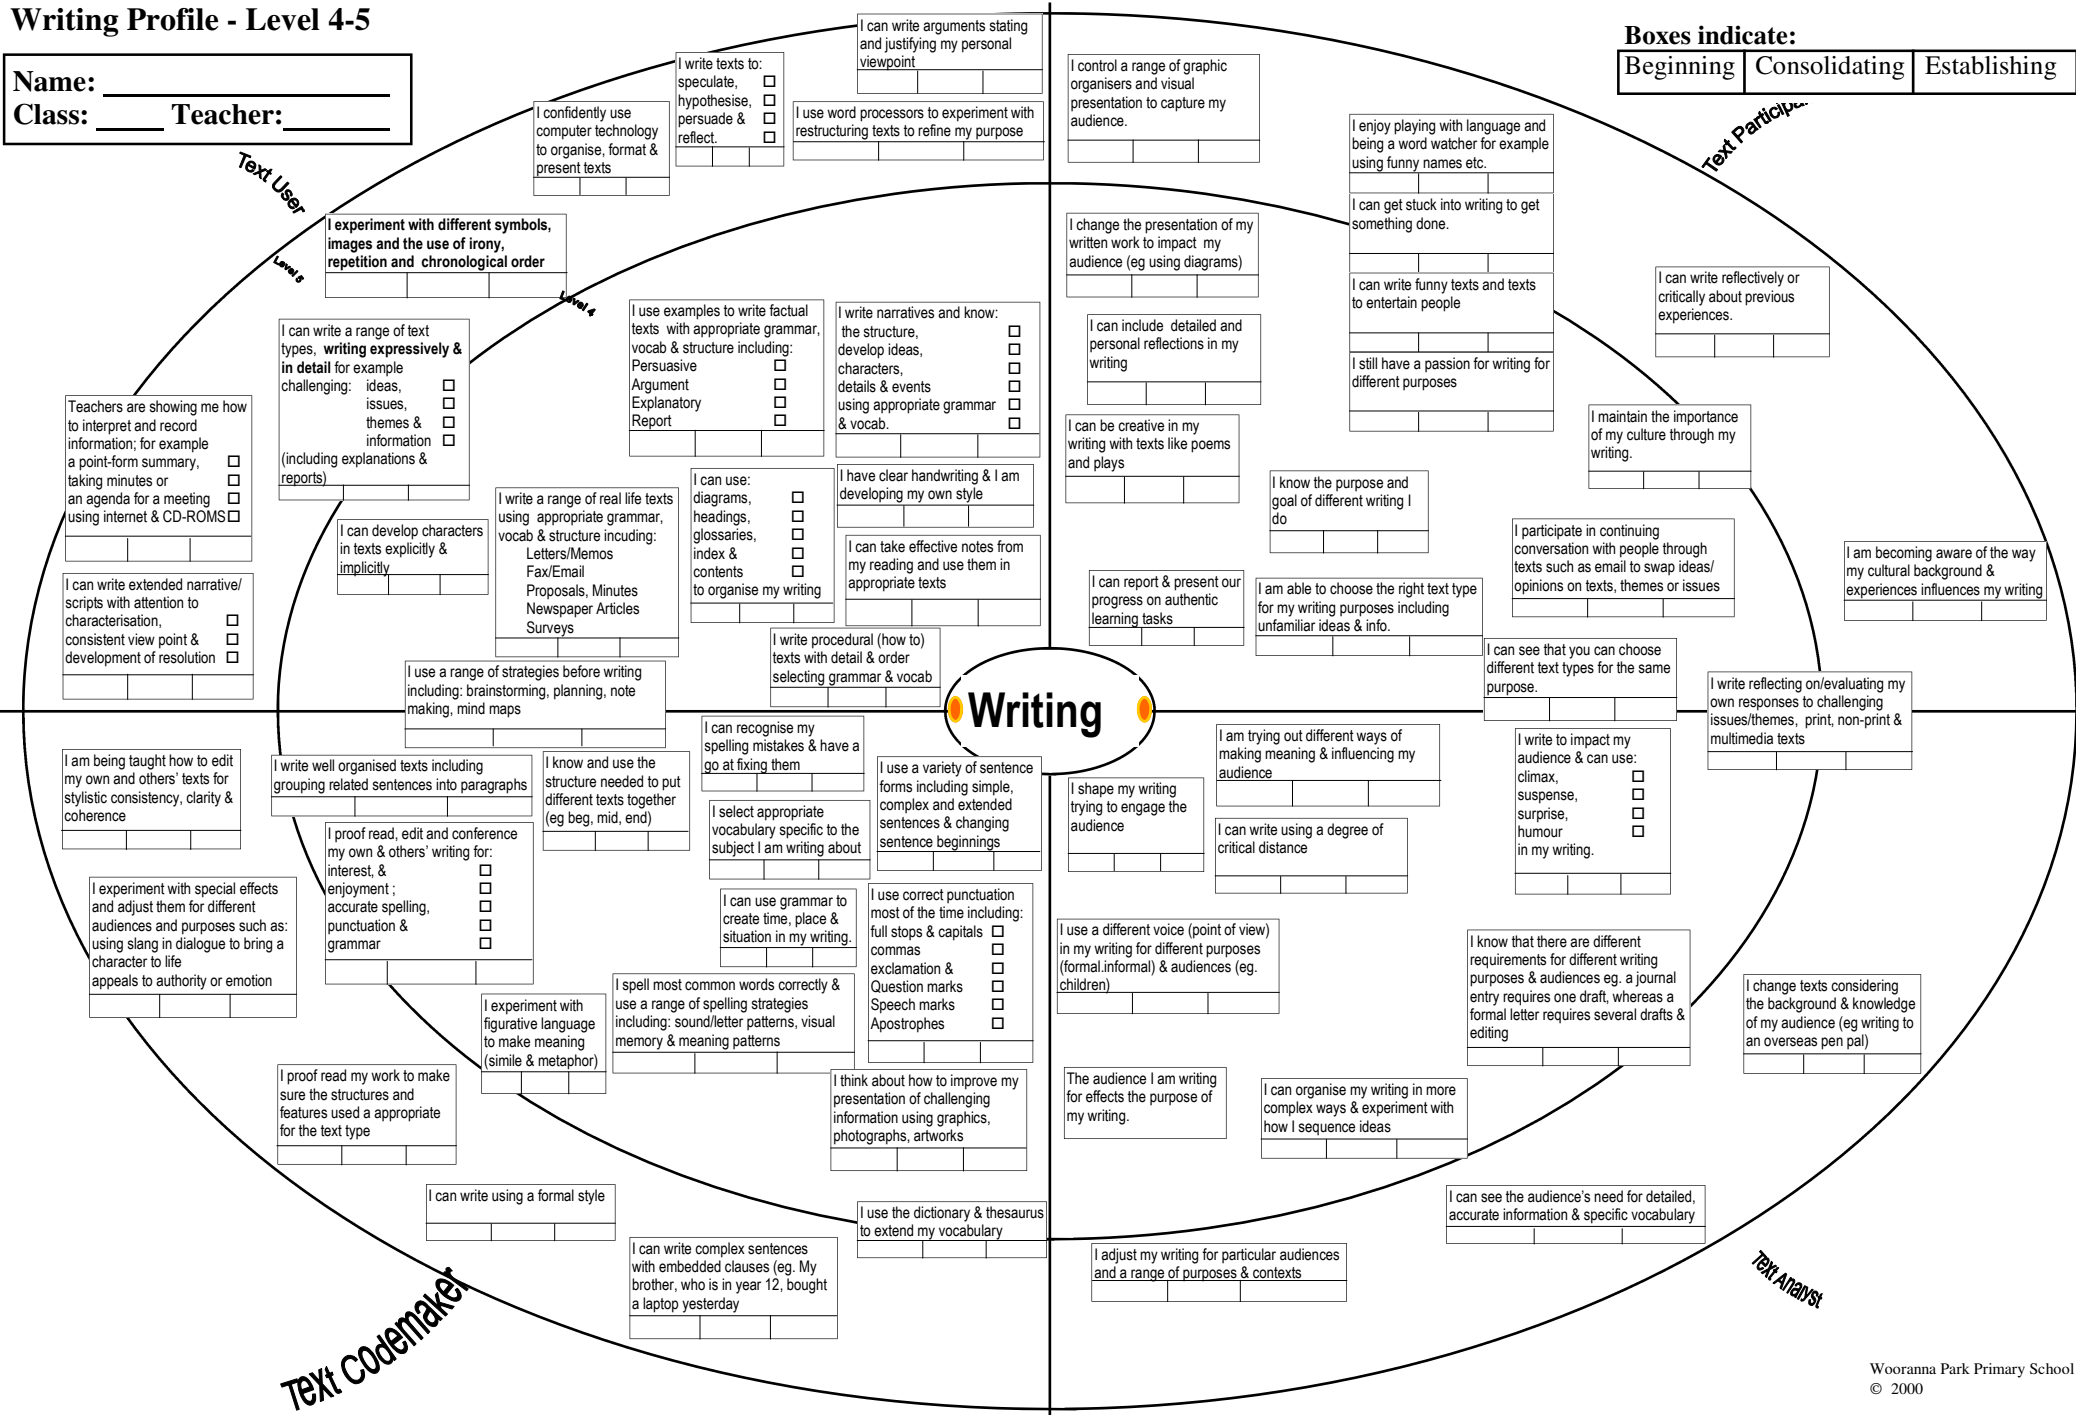 Writing Profile - Level 4-5
Name:
Class: Teacher:
Boxes indicate:
Beginning Consolidating Establishing
Text User
Level 5
Level 4
I can write arguments stating
and justifying my personal
viewpoint
I write texts to:
speculate,
hypothesise,
persuade &
reflect.
I confidently use
computer technology
to organise, format &
present texts
I use word processors to experiment with
restructuring texts to refine my purpose
I experiment with different symbols,
images and the use of irony,
repetition and chronological order
I can write a range of text
types, writing expressively &
in detail for example
challenging: ideas,
issues,
themes &
information
(including explanations &
reports)
I use examples to write factual
texts with appropriate grammar,
vocab & structure including:
Persuasive
Argument
Explanatory
Report
I write narratives and know:
the structure,
develop ideas,
characters,
details & events
using appropriate grammar
& vocab.
Teachers are showing me how
to interpret and record
information; for example
a point-form summary,
taking minutes or
an agenda for a meeting
using internet & CD-ROMS
I can develop characters
in texts explicitly &
implicitly
I write a range of real life texts
using appropriate grammar,
vocab & structure incuding:
Letters/Memos
Fax/Email
Proposals, Minutes
Newspaper Articles
Surveys
I can use:
diagrams,
headings,
glossaries,
index &
contents
to organise my writing
I have clear handwriting & I am
developing my own style
I can take effective notes from
my reading and use them in
appropriate texts
I can write extended narrative/
scripts with attention to
characterisation,
consistent view point &
development of resolution
I write procedural (how to)
texts with detail & order
selecting grammar & vocab
I use a range of strategies before writing
including: brainstorming, planning, note
making, mind maps
Text Participan
I control a range of graphic
organisers and visual
presentation to capture my
audience.
I enjoy playing with language and
being a word watcher for example
using funny names etc.
I can get stuck into writing to get
something done.
I can write funny texts and texts
to entertain people
I still have a passion for writing for
different purposes
I change the presentation of my
written work to impact my
audience (eg using diagrams)
I can include detailed and
personal reflections in my
writing
I can be creative in my
writing with texts like poems
and plays
I can write reflectively or
critically about previous
experiences.
I maintain the importance
of my culture through my
writing.
I know the purpose and
goal of different writing I
do
I participate in continuing
conversation with people through
texts such as email to swap ideas/
opinions on texts, themes or issues
I am becoming aware of the way
my cultural background &
experiences influences my writing
I can report & present our
progress on authentic
learning tasks
I am able to choose the right text type
for my writing purposes including
unfamiliar ideas & info.
I can see that you can choose
different text types for the same
purpose.
I write reflecting on/evaluating my
own responses to challenging
issues/themes, print, non-print &
multimedia texts
Writing
I can recognise my
spelling mistakes & have a
go at fixing them
I am being taught how to edit
my own and others' texts for
stylistic consistency, clarity &
coherence
I write well organised texts including
grouping related sentences into paragraphs
I know and use the
structure needed to put
different texts together
(eg beg, mid, end)
I use a variety of sentence
forms including simple,
complex and extended
sentences & changing
sentence beginnings
I select appropriate
vocabulary specific to the
subject I am writing about
I proof read, edit and conference
my own & others' writing for:
interest, &
enjoyment ;
accurate spelling,
punctuation &
grammar
I experiment with special effects
and adjust them for different
audiences and purposes such as:
using slang in dialogue to bring a
character to life
appeals to authority or emotion
I can use grammar to
create time, place &
situation in my writing.
I use correct punctuation
most of the time including:
full stops & capitals
commas
exclamation &
Question marks
Speech marks
Apostrophes
I experiment with
figurative language
to make meaning
(simile & metaphor)
I spell most common words correctly &
use a range of spelling strategies
including: sound/letter patterns, visual
memory & meaning patterns
I proof read my work to make
sure the structures and
features used a appropriate
for the text type
I think about how to improve my
presentation of challenging
information using graphics,
photographs, artworks
I can write using a formal style
I use the dictionary & thesaurus
to extend my vocabulary
I can write complex sentences
with embedded clauses (eg. My
brother, who is in year 12, bought
a laptop yesterday
Text Codemaker
I am trying out different ways of
making meaning & influencing my
audience
I write to impact my
audience & can use:
climax,
suspense,
surprise,
humour
in my writing.
I shape my writing
trying to engage the
audience
I can write using a degree of
critical distance
I use a different voice (point of view)
in my writing for different purposes
(formal.informal) & audiences (eg.
children)
I know that there are different
requirements for different writing
purposes & audiences eg. a journal
entry requires one draft, whereas a
formal letter requires several drafts &
editing
I change texts considering
the background & knowledge
of my audience (eg writing to
an overseas pen pal)
The audience I am writing
for effects the purpose of
my writing.
I can organise my writing in more
complex ways & experiment with
how I sequence ideas
I can see the audience's need for detailed,
accurate information & specific vocabulary
I adjust my writing for particular audiences
and a range of purposes & contexts
Text Analyst
Wooranna Park Primary School
© 2000